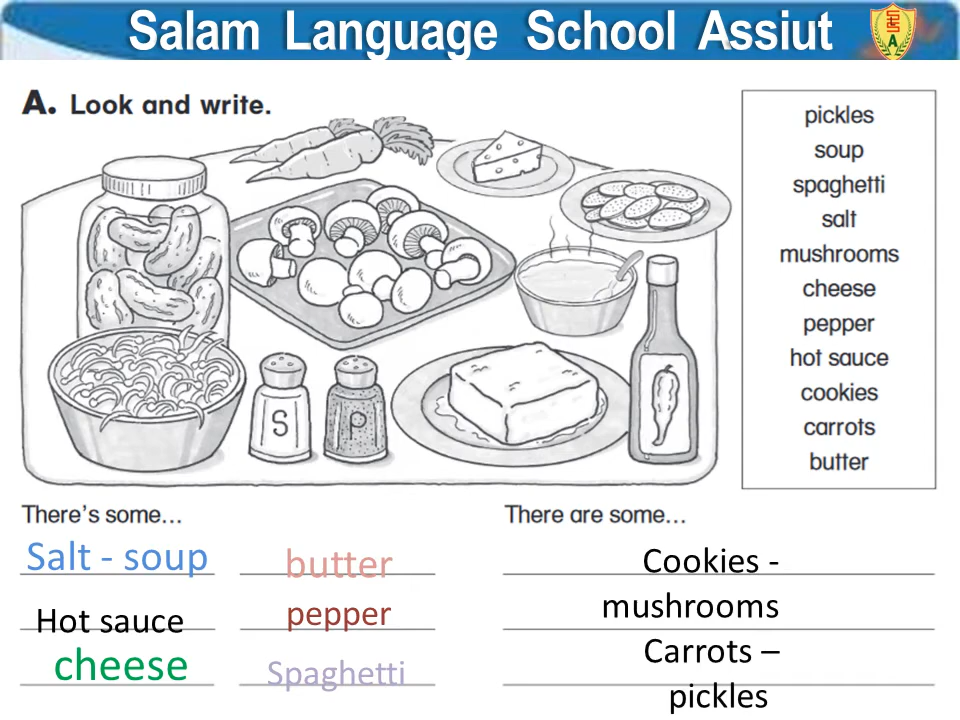 Salam Language School Assiut
A
A. Look and write.
S
P
pickles
soup
spaghetti
salt
mushrooms
cheese
pepper
hot sauce
cookies
carrots
butter
There's some...
Salt - soup
butter
Hot sauce
pepper
cheese
Spaghetti
There are some...
Cookies -
mushrooms
Carrots –
pickles